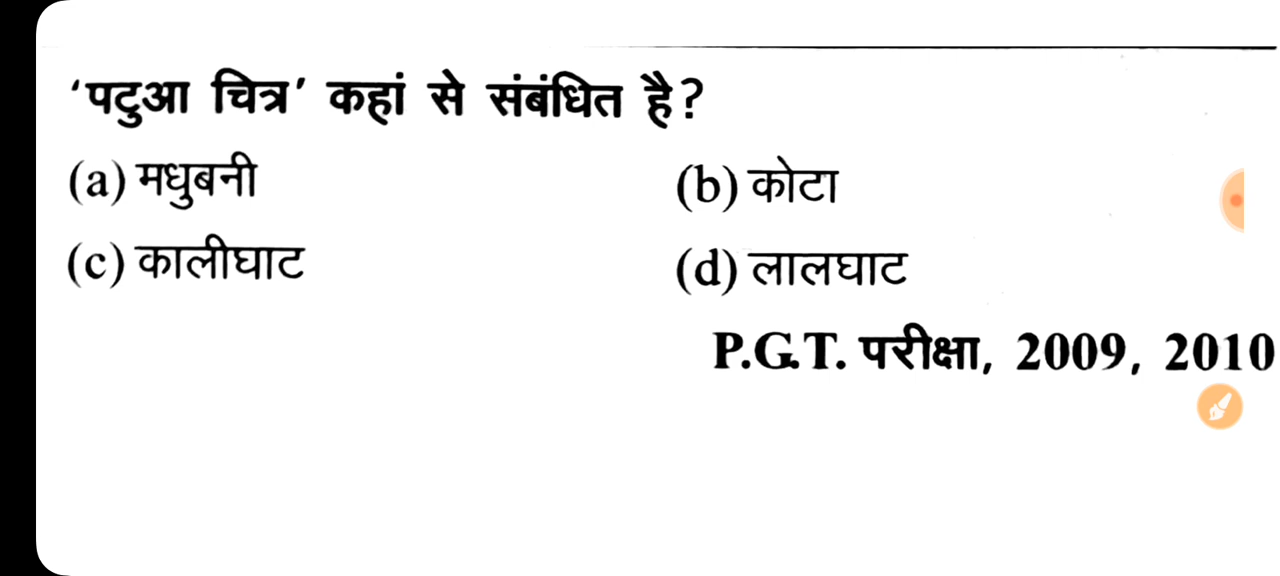 ‘पटुआ चित्र’ कहां से संबंधित है?
(a) मधुबनी (b) कोटा
(c) कालीघाट (d) लालघाट
P.G.T. परीक्षा, 2009, 2010